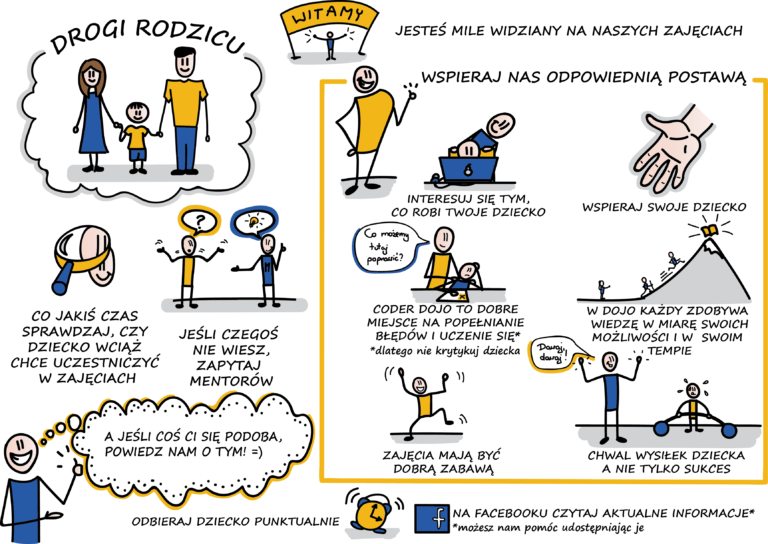 DROGI RODZICU
WITAMY
JESTEŚ MILE WIDZIANY NA NASZYCH ZAJĘCIACH
WSPIERAJ NAS ODPOWIEDNIĄ POSTAWĄ
INTERESUJ SIĘ TYM,
CO ROBI TWOJE DZIECKO
WSPIERAJ SWOJE DZIECKO
?
CO JAKIŚ CZAS
SPRAWDZAJ, CZY
DZIECKO WCIĄŻ
CHCE UCZESTNICZYĆ
W ZAJĘCIACH
JEŚLI CZEGOŚ
NIE WIESZ,
ZAPYTAJ
MENTORÓW
Co możemy
tutaj
poprawić?
CODER DOJO TO DOBRE
MIEJSCE NA POPEŁNIANIE
BŁĘDÓW I UCZENIE SIĘ*
*dlatego nie krytykuj dziecka
W DOJO KAŻDY ZDOBYWA
WIEDZĘ W MIARĘ SWOICH
MOŻLIWOŚCI I W SWOIM
TEMPIE
ZAJĘCIA MAJĄ BYĆ
DOBRĄ ZABAWĄ
Dawaj,
dawaj!
CHWAL WYSIŁEK DZIECKA
A NIE TYLKO SUKCES
A JEŚLI COŚ CI SIĘ PODOBA,
POWIEDZ NAM O TYM! =)
ODBIERAJ DZIECKO PUNKTUALNIE
f
NA FACEBOOKU CZYTAJ AKTUALNE INFORMACJE*
*możesz nam pomóc udostępniając je